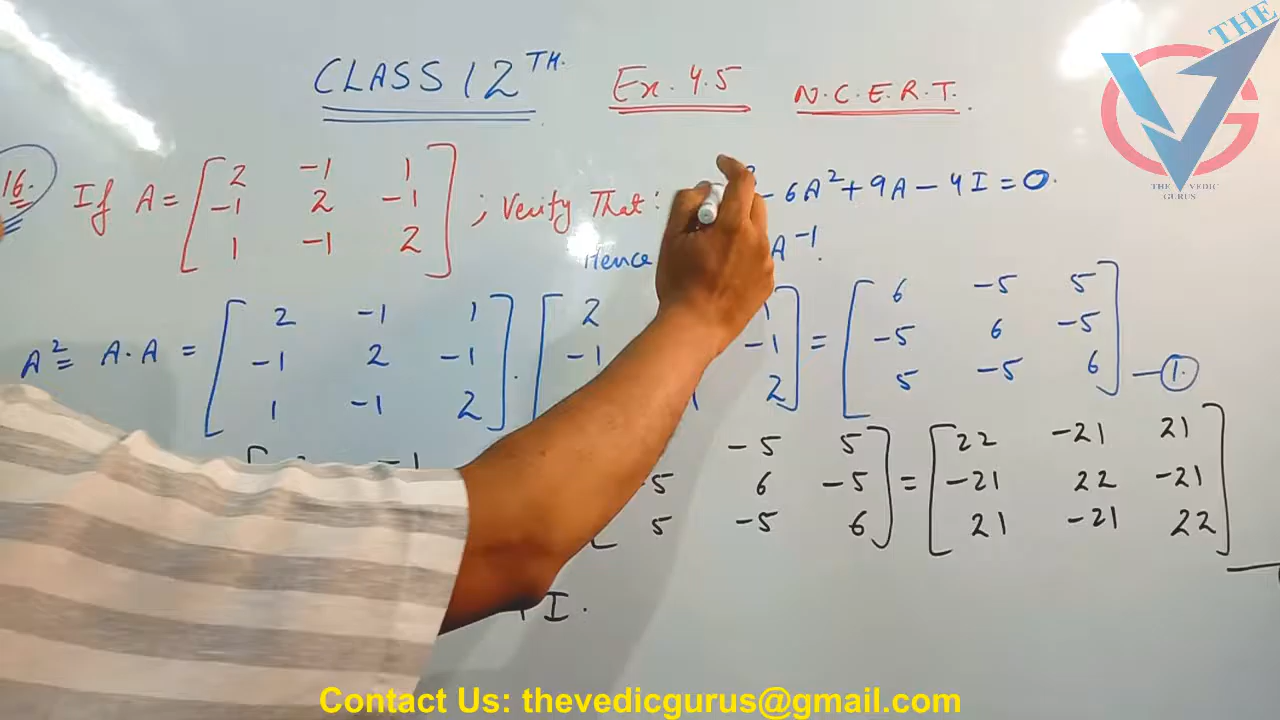 CLASS 12TH. Ex. 4.5 N.C.E.R.T.
THE
VG
THE VEDIC
GURUS
16. If A = [ 2 -1 1 ; verify That: - 6A² + 9A - 4I = 0.
-1 2 -1
1 -1 2 ]
Hence A⁻¹.
A² = A.A = [ 2 -1 1 ] . [ 2 1 ] = [ 6 -5 5 ]
-1 2 -1 -1 -1 -5 6 -5
1 -1 2 2 5 -5 6 —①.
-1 -5 5 ] = [ 22 -21 21 ]
-5 6 -5 -21 22 -21
5 -5 6 21 -21 22
I.
Contact Us: thevedicgurus@gmail.com